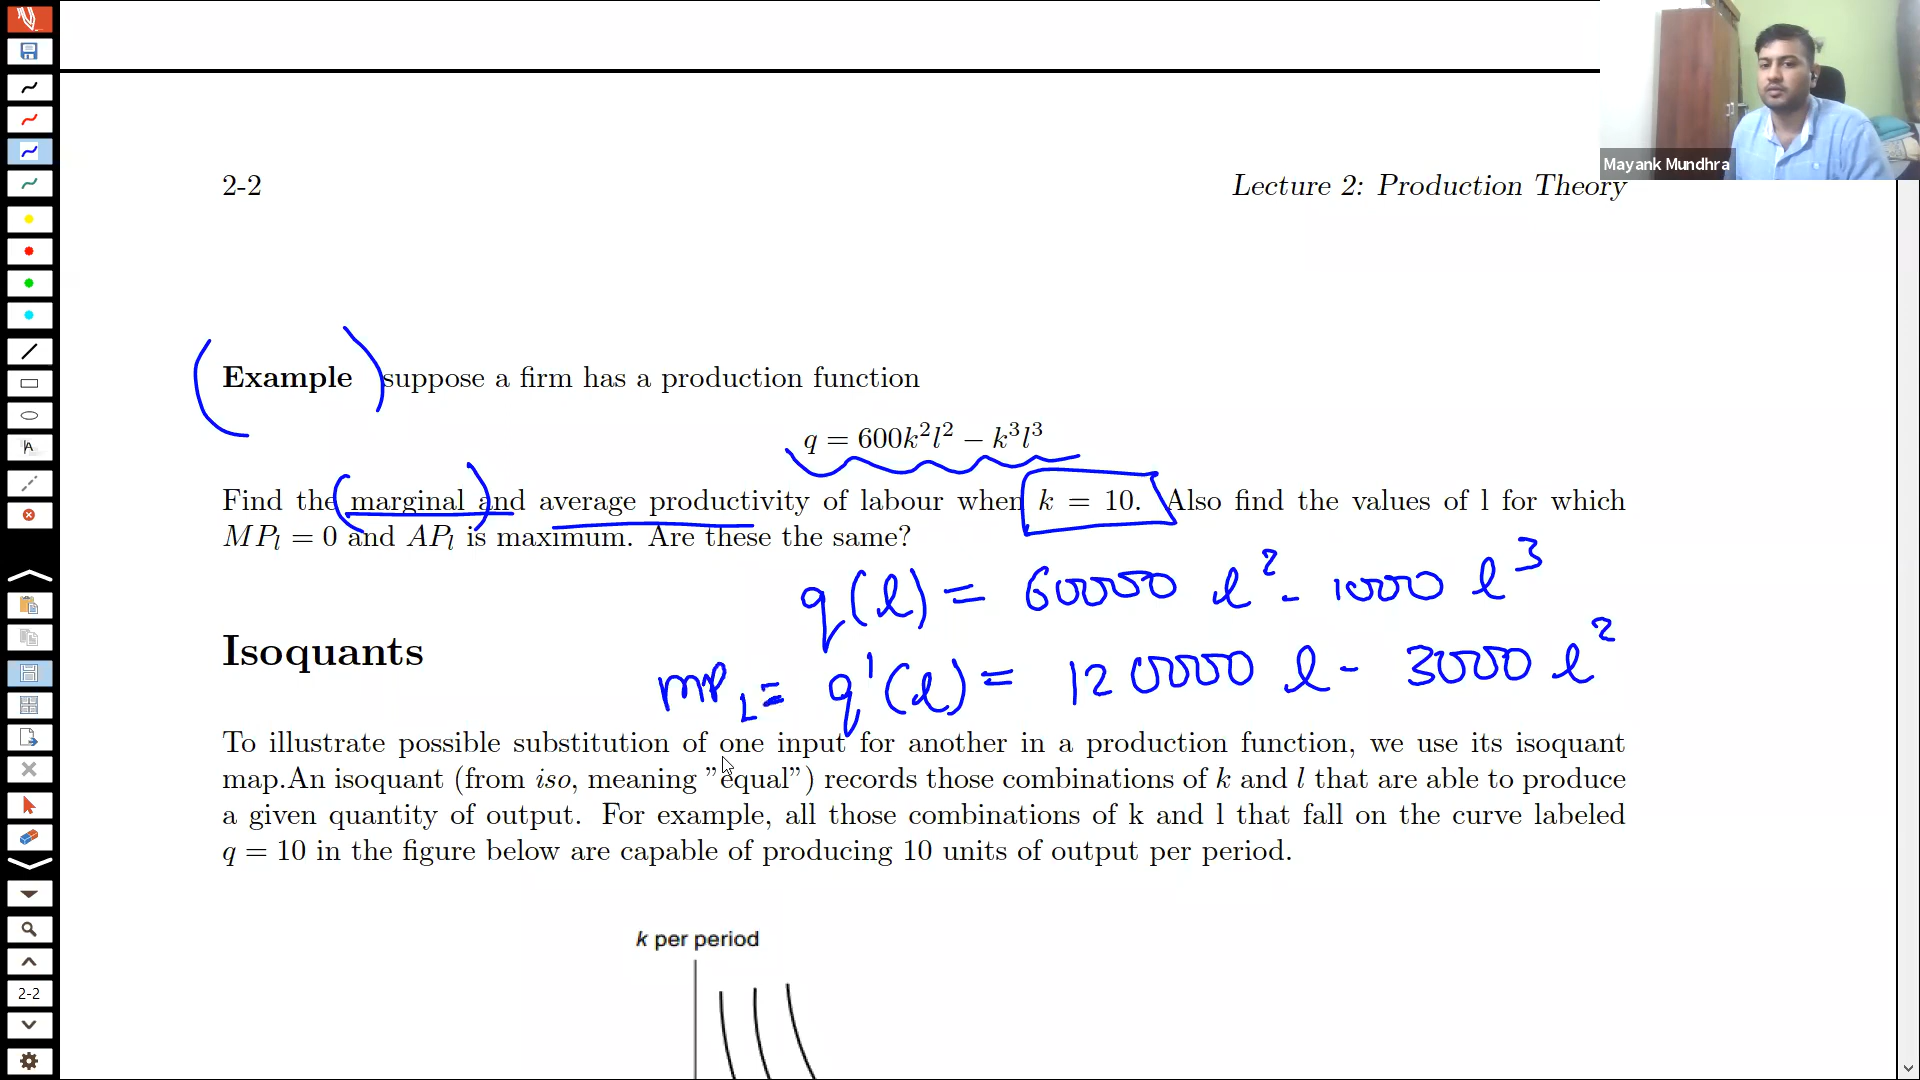 Mayank Mundhra
2-2
Lecture 2: Production Theory
Example suppose a firm has a production function
q = 600k²l² − k³l³
Find the marginal and average productivity of labour when k = 10. Also find the values of l for which
MPₗ = 0 and APₗ is maximum. Are these the same?
q(l) = 60000 l² - 1000 l³
Isoquants
MP_L = q'(l) = 120000 l - 3000 l²
To illustrate possible substitution of one input for another in a production function, we use its isoquant
map.An isoquant (from iso, meaning ”equal”) records those combinations of k and l that are able to produce
a given quantity of output. For example, all those combinations of k and l that fall on the curve labeled
q = 10 in the figure below are capable of producing 10 units of output per period.
k per period
2-2